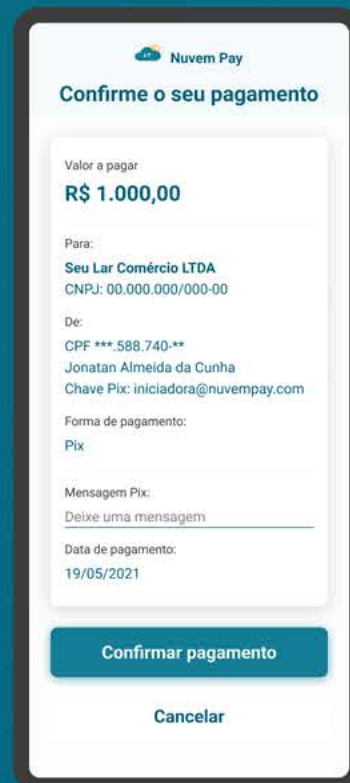 Nuvem Pay
Confirme o seu pagamento
Valor a pagar
R$ 1.000,00
Para:
Seu Lar Comércio LTDA
CNPJ: 00.000.000/000-00
De:
CPF ***.588.740-**
Jonatan Almeida da Cunha
Chave Pix: iniciadora@nuvempay.com
Forma de pagamento:
Pix
Mensagem Pix:
Deixe uma mensagem
Data de pagamento:
19/05/2021
Confirmar pagamento
Cancelar